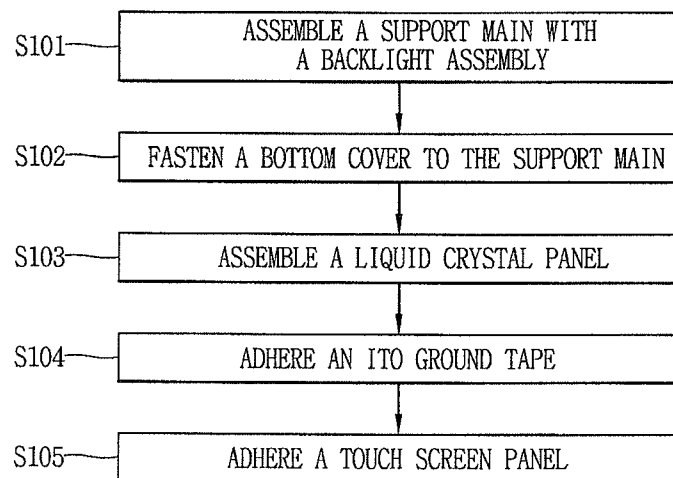 S101
ASSEMBLE A SUPPORT MAIN WITH
A BACKLIGHT ASSEMBLY
S102
FASTEN A BOTTOM COVER TO THE SUPPORT MAIN
S103
ASSEMBLE A LIQUID CRYSTAL PANEL
S104
ADHERE AN ITO GROUND TAPE
S105
ADHERE A TOUCH SCREEN PANEL